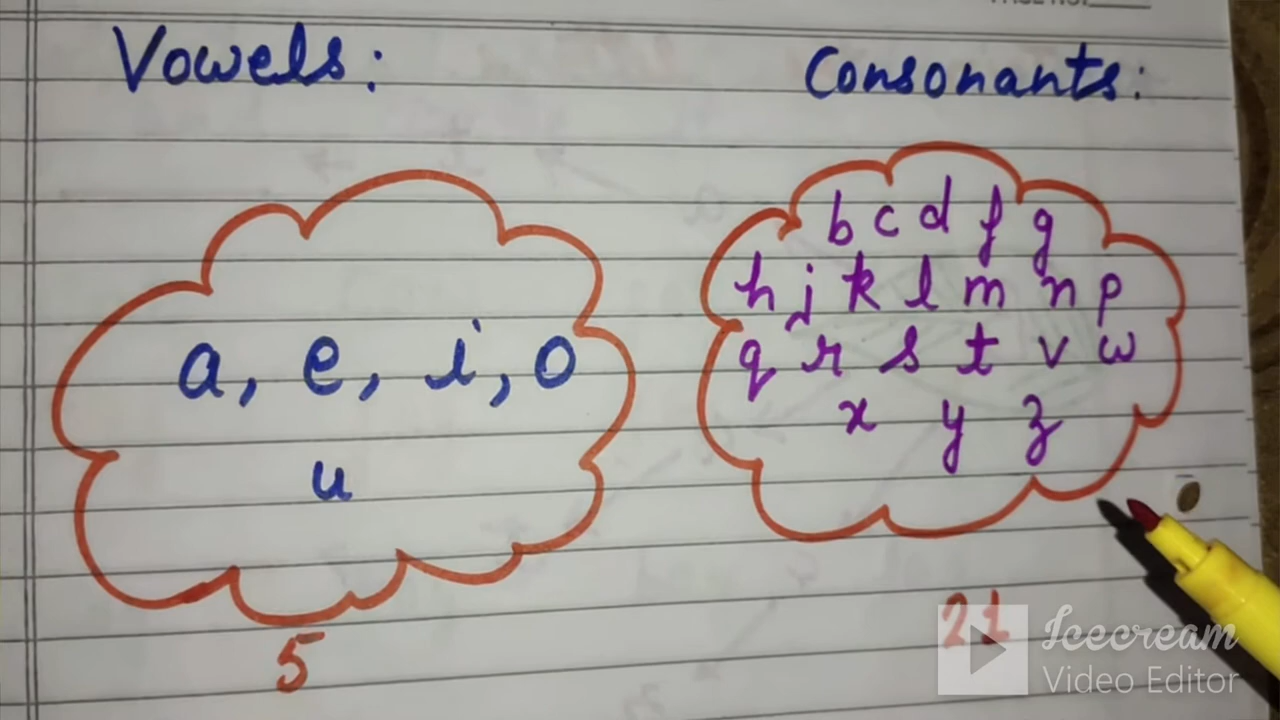 Vowels:
Consonants:
a, e, i, o
u
b c d f g
h j k l m n p
q r s t v w
x y z
5
21
Icecream
Video Editor